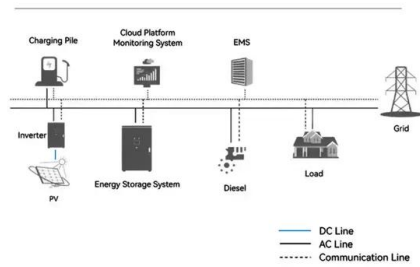 Charging Pile
Cloud Platform
Monitoring System
EMS
Grid
Inverter
PV
Energy Storage System
Diesel
Load
DC Line
AC Line
Communication Line